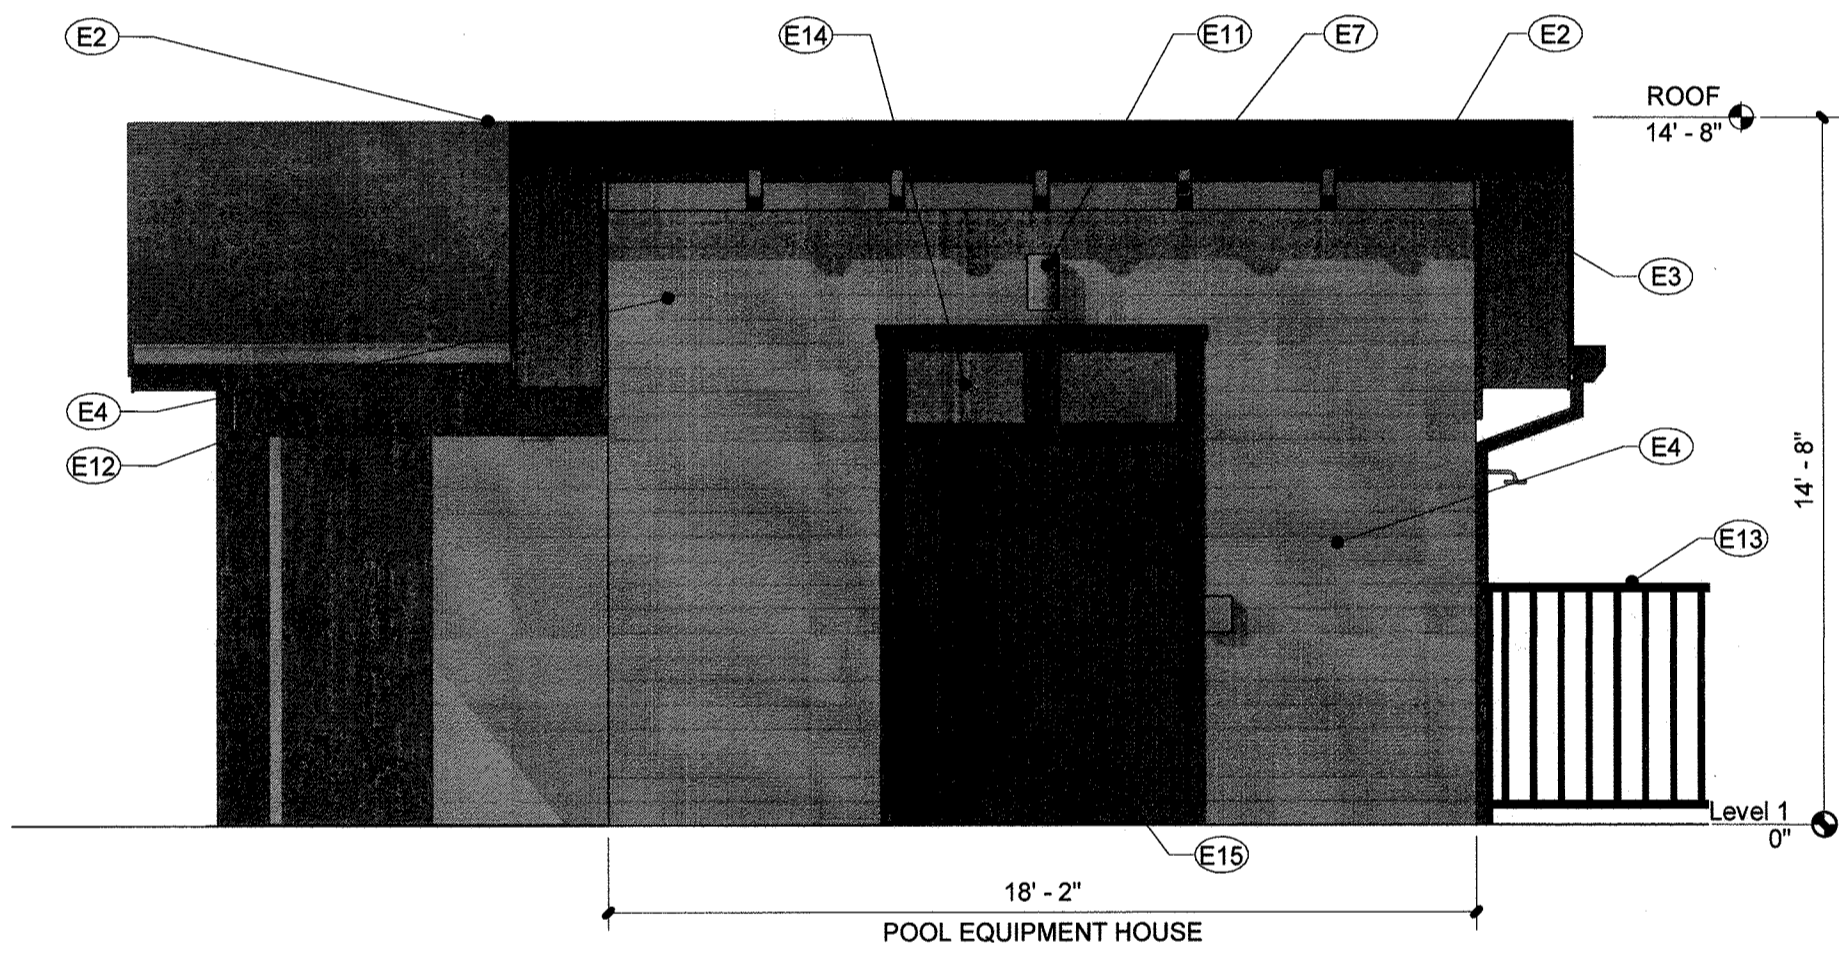 E2
E14
E11
E7
E2
ROOF
14' - 8"
E3
E4
E12
E4
14' - 8"
E13
Level 1
0"
E15
18' - 2"
POOL EQUIPMENT HOUSE